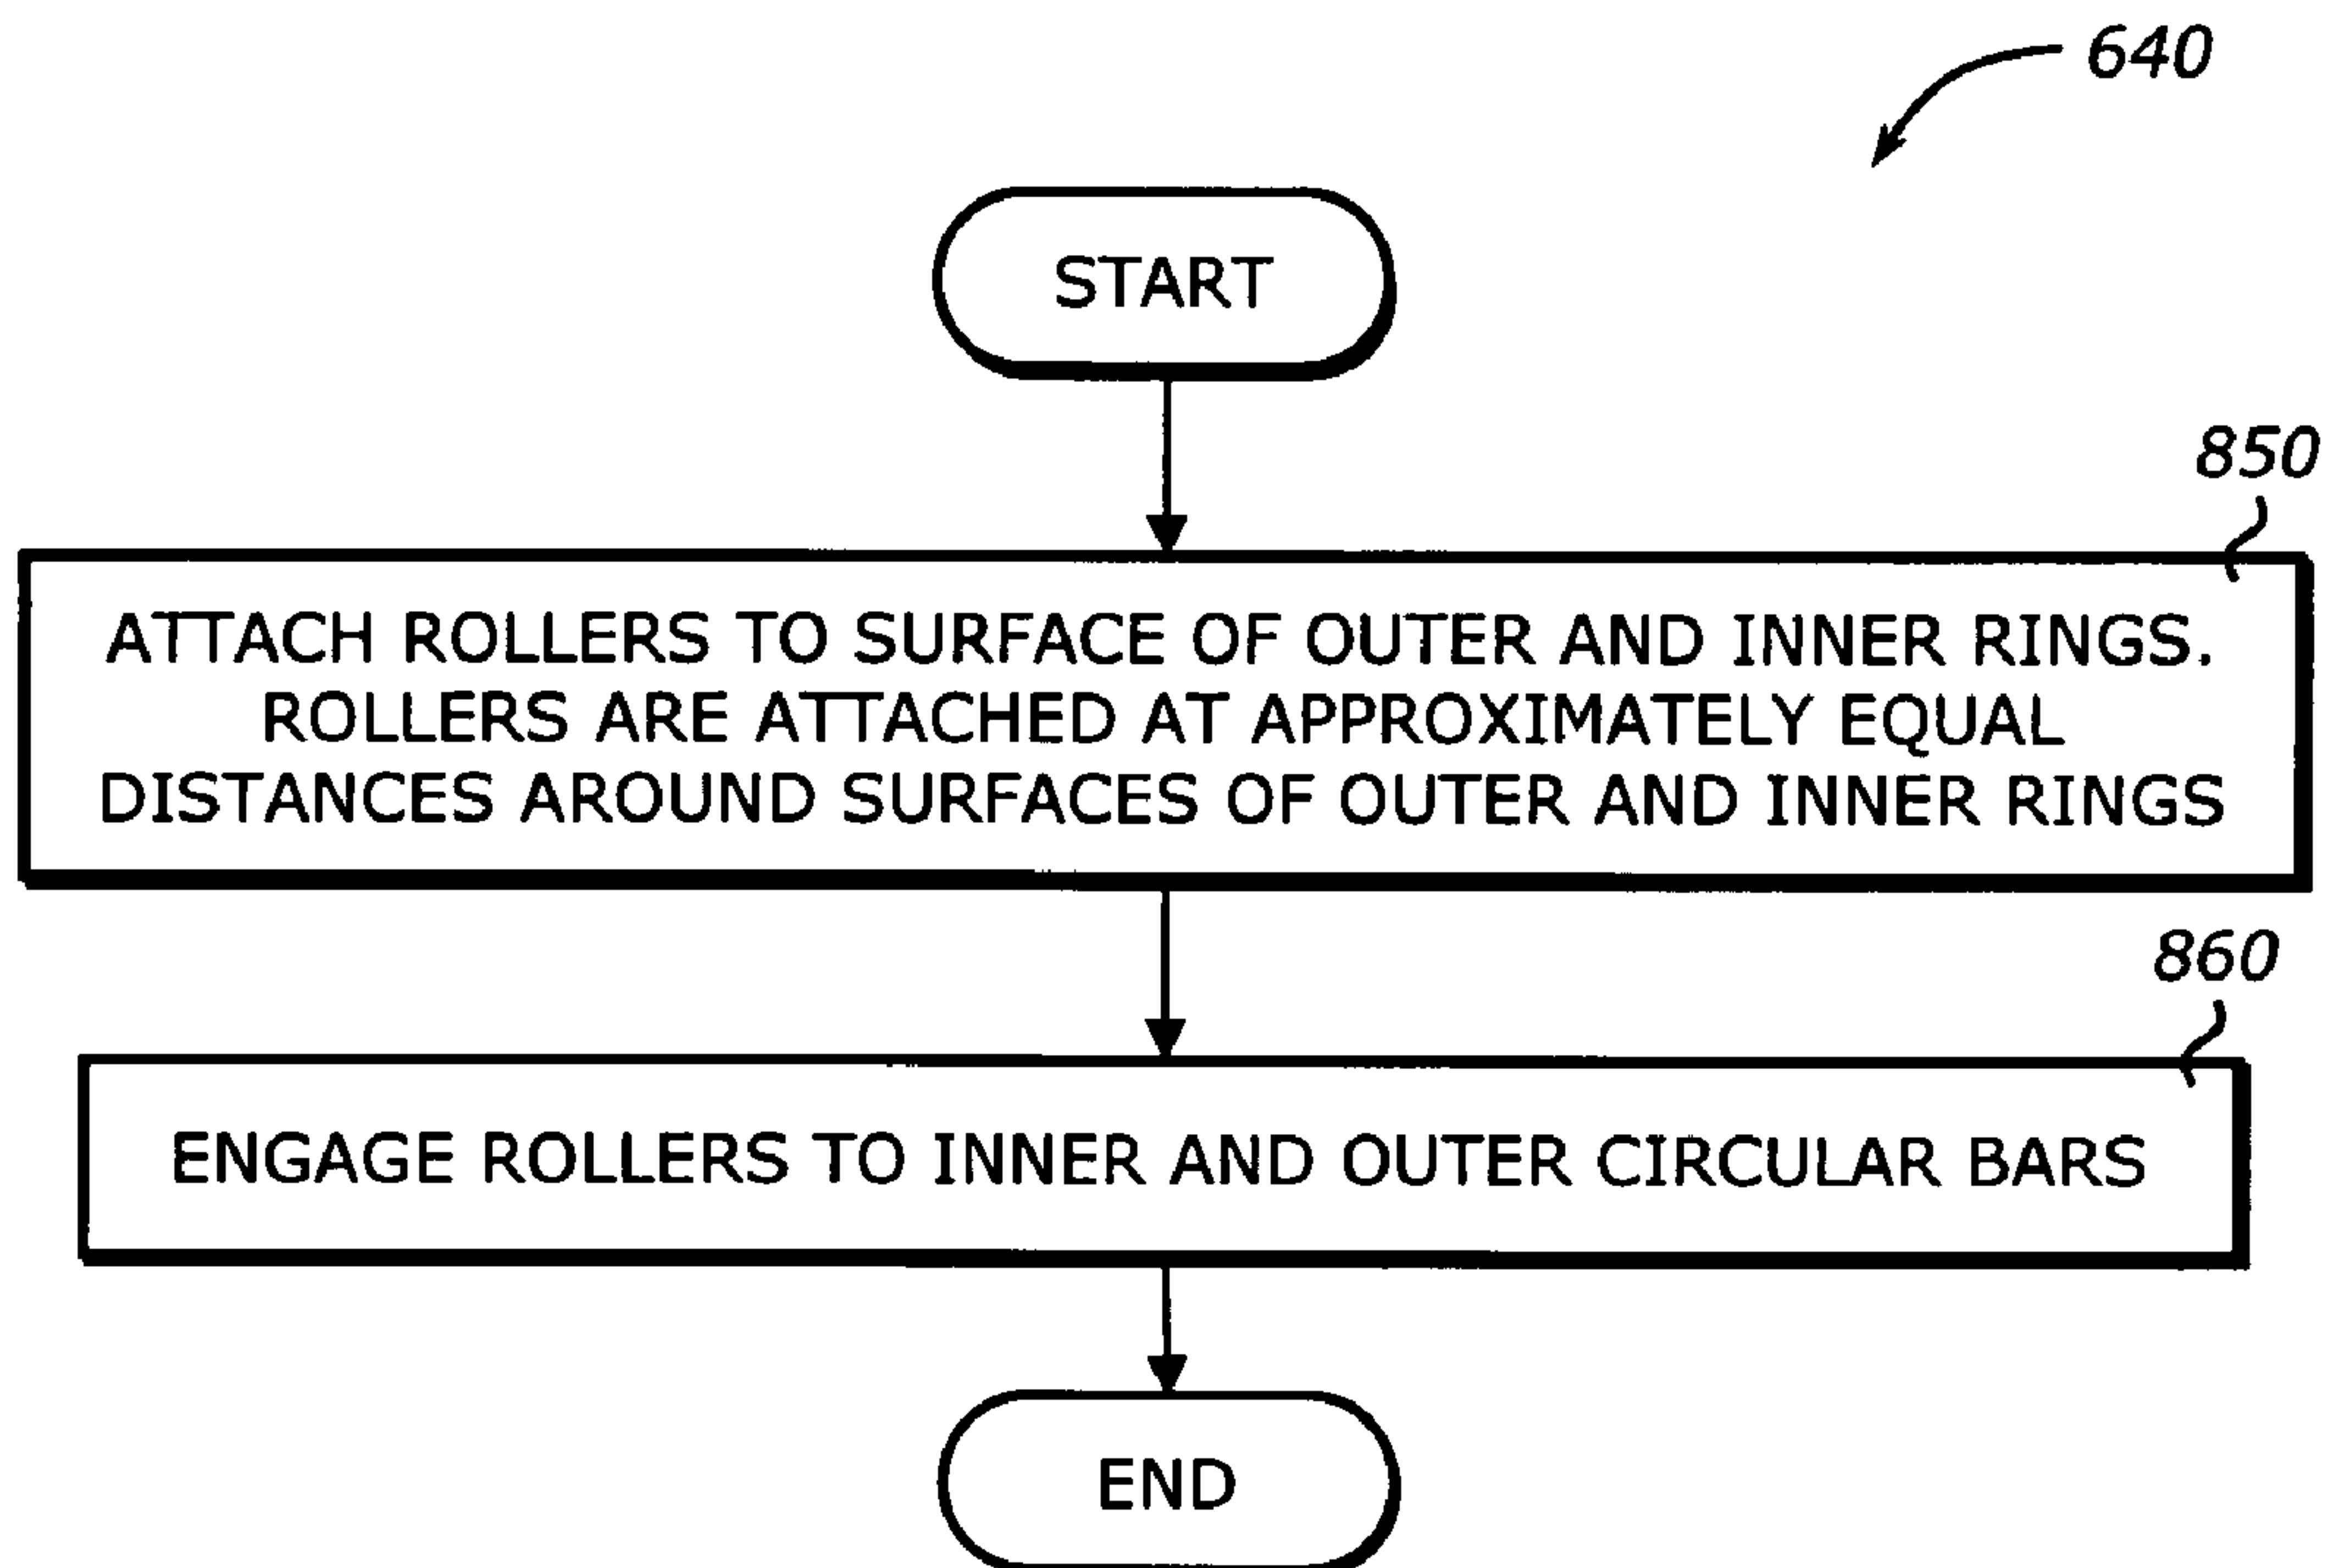 640
START
850
ATTACH ROLLERS TO SURFACE OF OUTER AND INNER RINGS.
ROLLERS ARE ATTACHED AT APPROXIMATELY EQUAL
DISTANCES AROUND SURFACES OF OUTER AND INNER RINGS
860
ENGAGE ROLLERS TO INNER AND OUTER CIRCULAR BARS
END